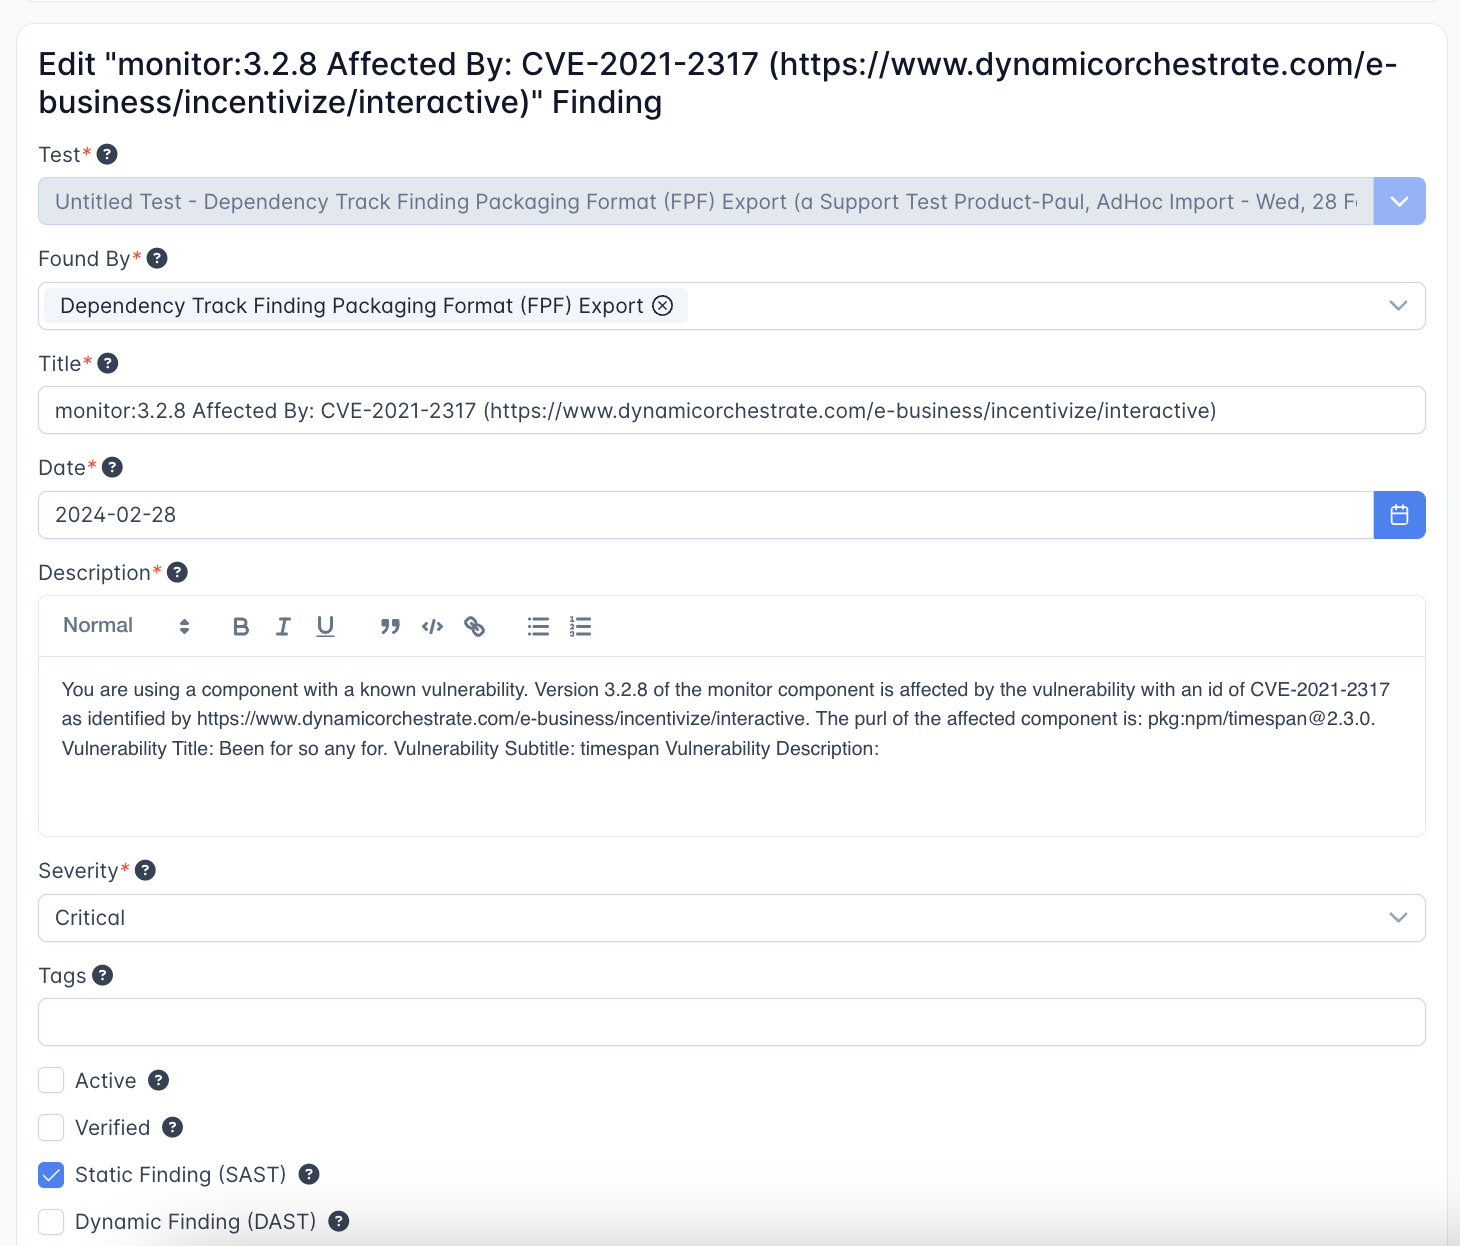 Edit "monitor:3.2.8 Affected By: CVE-2021-2317 (https://www.dynamicorchestrate.com/e-
business/incentivize/interactive)" Finding
Test*
Untitled Test - Dependency Track Finding Packaging Format (FPF) Export (a Support Test Product-Paul, AdHoc Import - Wed, 28 F
Found By*
Dependency Track Finding Packaging Format (FPF) Export
Title*
monitor:3.2.8 Affected By: CVE-2021-2317 (https://www.dynamicorchestrate.com/e-business/incentivize/interactive)
Date*
2024-02-28
Description*
Normal
You are using a component with a known vulnerability. Version 3.2.8 of the monitor component is affected by the vulnerability with an id of CVE-2021-2317
as identified by https://www.dynamicorchestrate.com/e-business/incentivize/interactive. The purl of the affected component is: pkg:npm/timespan@2.3.0.
Vulnerability Title: Been for so any for. Vulnerability Subtitle: timespan Vulnerability Description:
Severity*
Critical
Tags
Active
Verified
Static Finding (SAST)
Dynamic Finding (DAST)